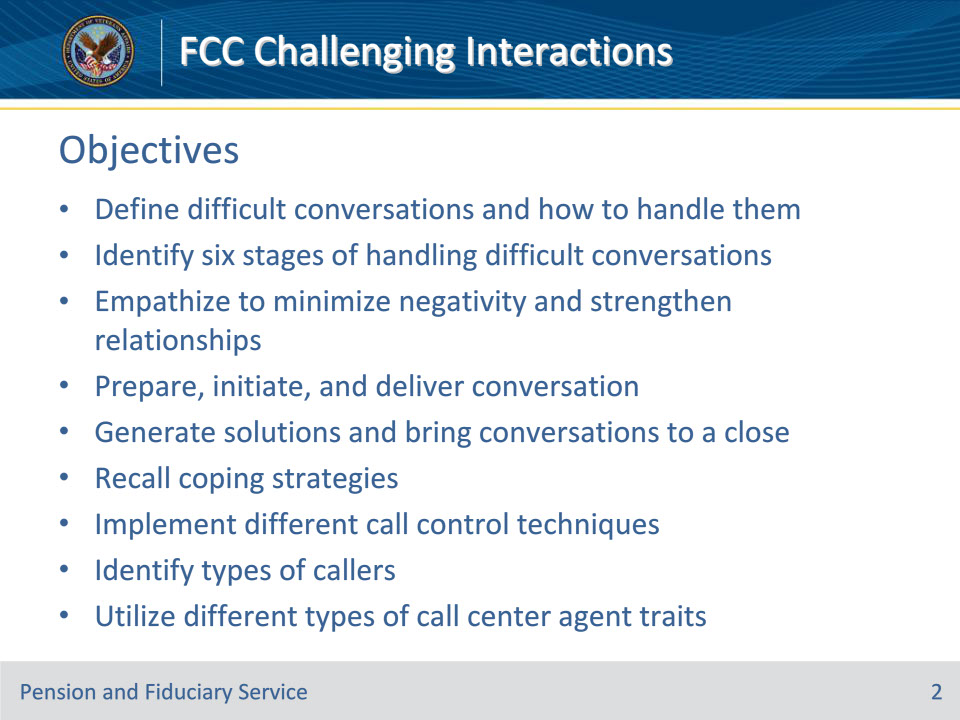 FCC Challenging Interactions
Objectives
• Define difficult conversations and how to handle them
• Identify six stages of handling difficult conversations
• Empathize to minimize negativity and strengthen
relationships
• Prepare, initiate, and deliver conversation
• Generate solutions and bring conversations to a close
• Recall coping strategies
• Implement different call control techniques
• Identify types of callers
• Utilize different types of call center agent traits
Pension and Fiduciary Service
2